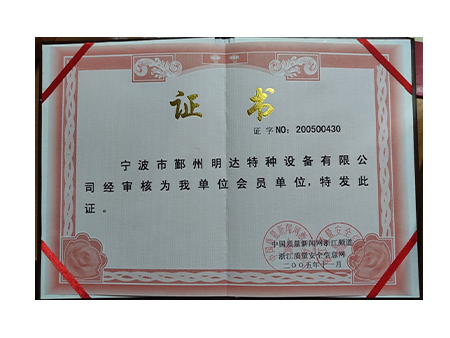 证书
证字NO：200500430
宁波市鄞州明达特种设备有限公
司经审核为我单位会员单位，特发此
证。
中国质量新闻网浙江频道
浙江质量安全信息网
二00五年十一月